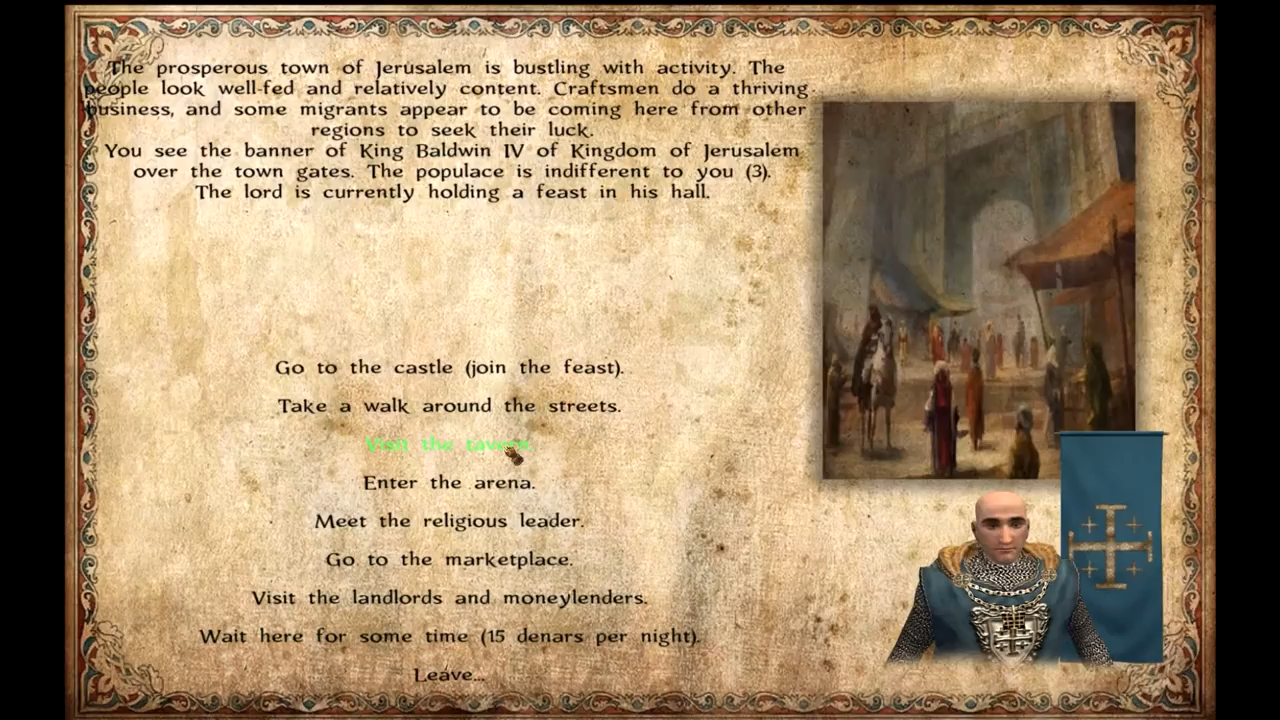 The prosperous town of Jerusalem is bustling with activity. The
people look well-fed and relatively content. Craftsmen do a thriving
business, and some migrants appear to be coming here from other
regions to seek their luck.
You see the banner of King Baldwin IV of Kingdom of Jerusalem
over the town gates. The populace is indifferent to you (3).
The lord is currently holding a feast in his hall.
Go to the castle (join the feast).
Take a walk around the streets.
Visit the tavern.
Enter the arena.
Meet the religious leader.
Go to the marketplace.
Visit the landlords and moneylenders.
Wait here for some time (15 denars per night).
Leave...